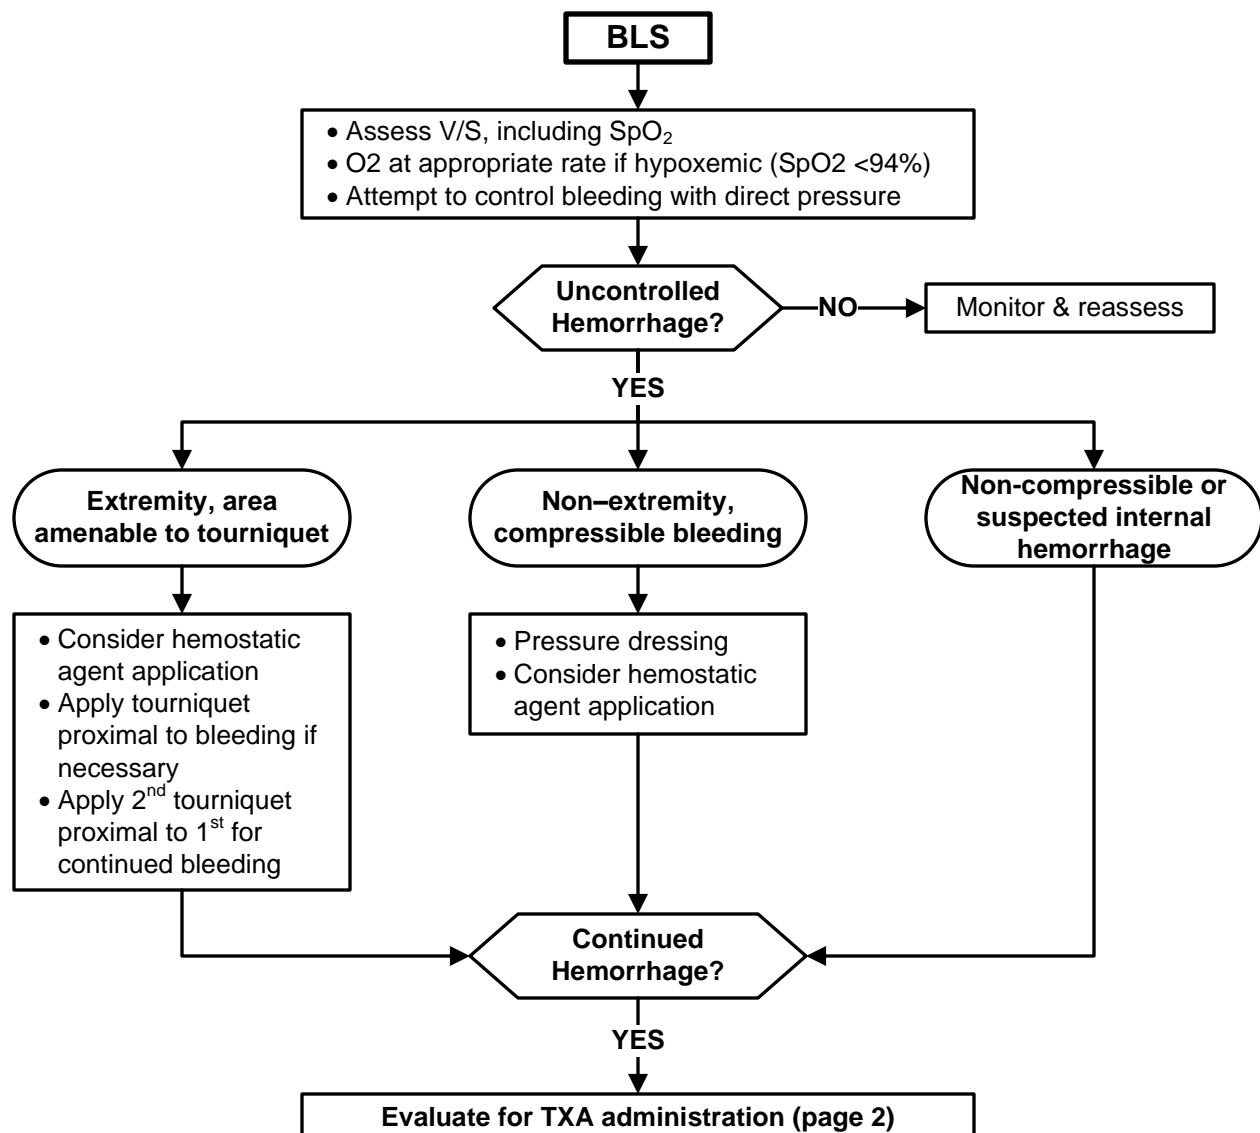 BLS
• Assess V/S, including SpO₂
• O2 at appropriate rate if hypoxemic (SpO2 <94%)
• Attempt to control bleeding with direct pressure
Uncontrolled
Hemorrhage?
NO
Monitor & reassess
YES
Extremity, area
amenable to tourniquet
Non–extremity,
compressible bleeding
Non-compressible or
suspected internal
hemorrhage
• Consider hemostatic
agent application
• Apply tourniquet
proximal to bleeding if
necessary
• Apply 2nd tourniquet
proximal to 1st for
continued bleeding
• Pressure dressing
• Consider hemostatic
agent application
Continued
Hemorrhage?
YES
Evaluate for TXA administration (page 2)